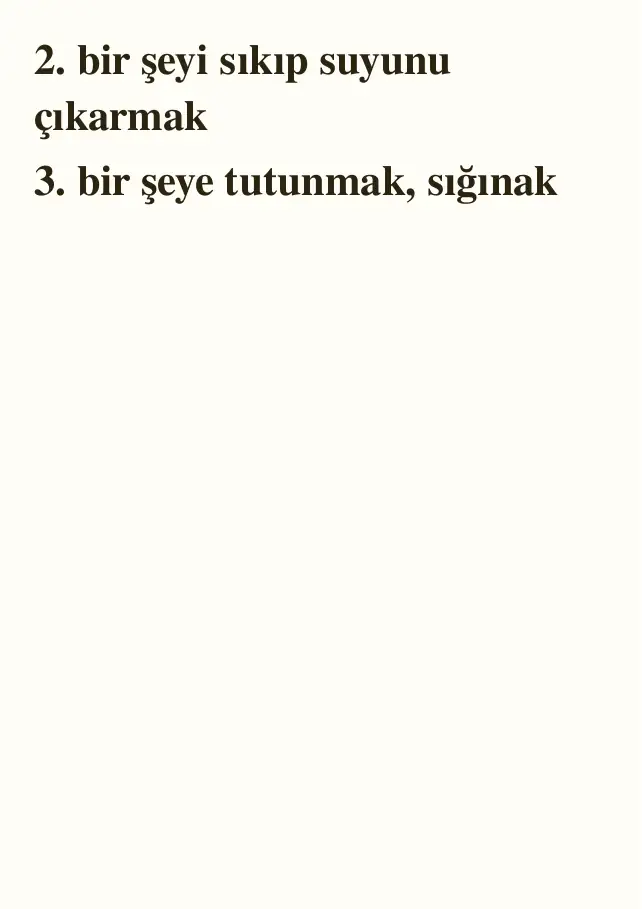 2. bir şeyi sıkıp suyunu
çıkarmak
3. bir şeye tutunmak, sığınak